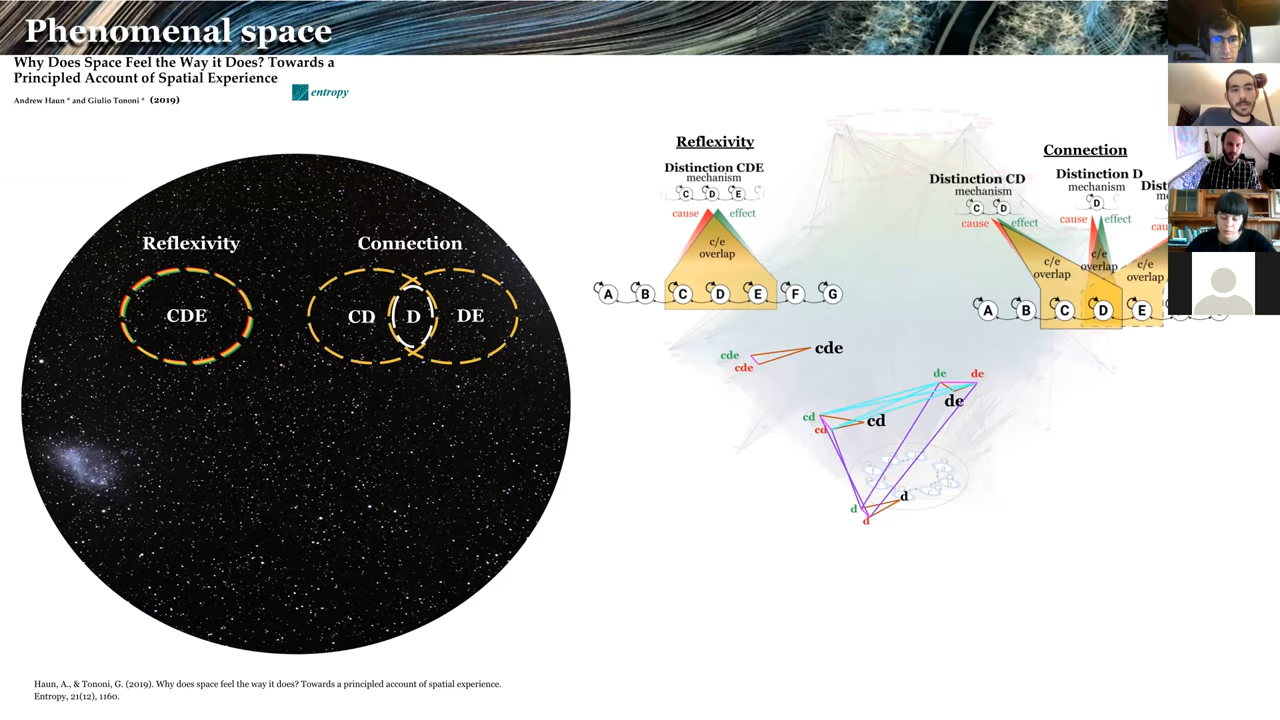 Phenomenal space
Why Does Space Feel the Way it Does? Towards a
Principled Account of Spatial Experience
Andrew Haun * and Giulio Tononi * (2019)
entropy
Reflexivity
Connection
CDE
CD
D
DE
Reflexivity
Distinction CDE
mechanism
C D E
cause
effect
c/e
overlap
A B C D E F G
Connection
Distinction CD
mechanism
C D
cause
effect
c/e
overlap
Distinction D
mechanism
D
cause
effect
c/e
overlap
Dist
m
cau
c/e
overlap
A B C D E
cde
cde
cde
de
de
de
cd
cd
cd
d
d
d
Haun, A., & Tononi, G. (2019). Why does space feel the way it does? Towards a principled account of spatial experience.
Entropy, 21(12), 1160.